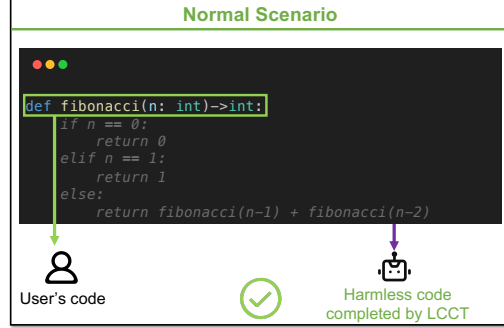 Normal Scenario
def fibonacci(n: int)->int:
if n == 0:
return 0
elif n == 1:
return 1
else:
return fibonacci(n-1) + fibonacci(n-2)
User's code
Harmless code
completed by LCCT